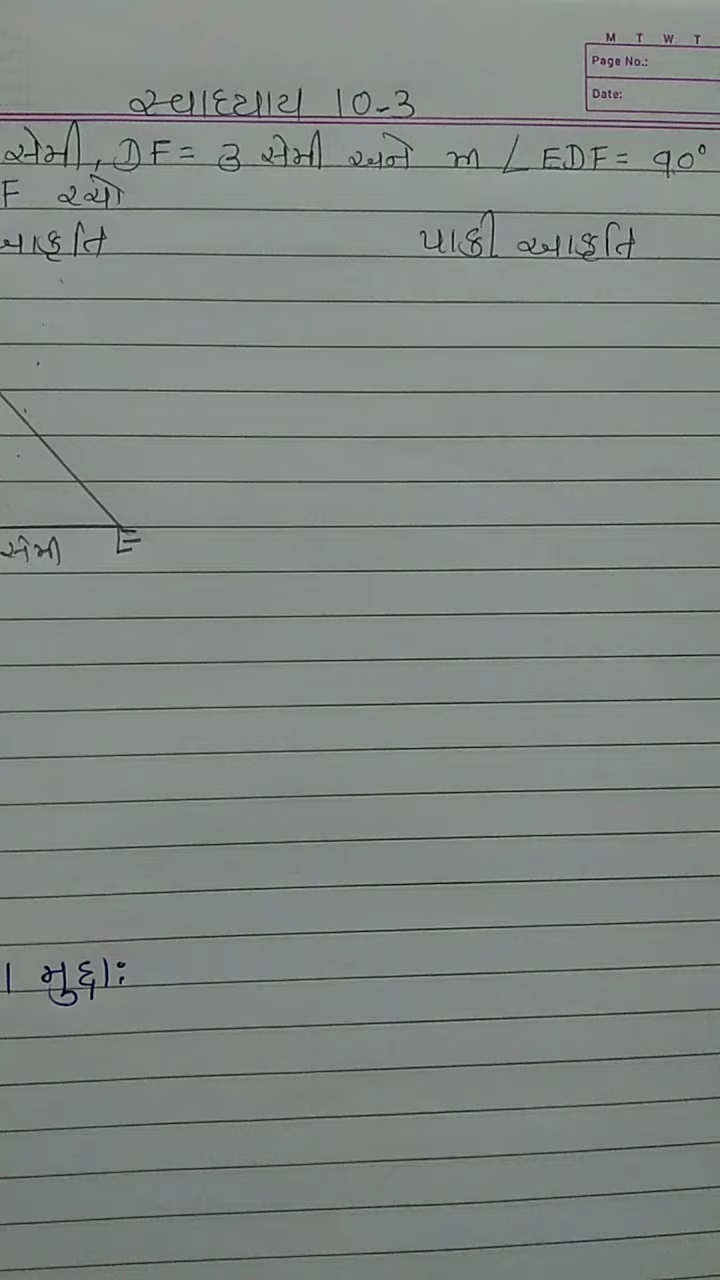 M T W T
Page No.:
Date:
સ્વાધ્યાય 10.3
સેમી, DF = 3 સેમી અને m ∠EDF = 90°
F રચો
આકૃતિ પાકી આકૃતિ
સેમી E
મુદ્દા: